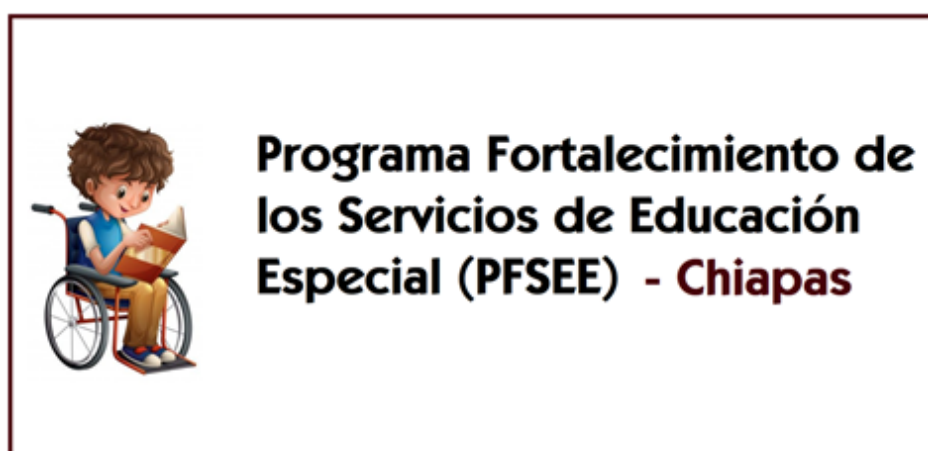 Programa Fortalecimiento de
los Servicios de Educación
Especial (PFSEE) - Chiapas